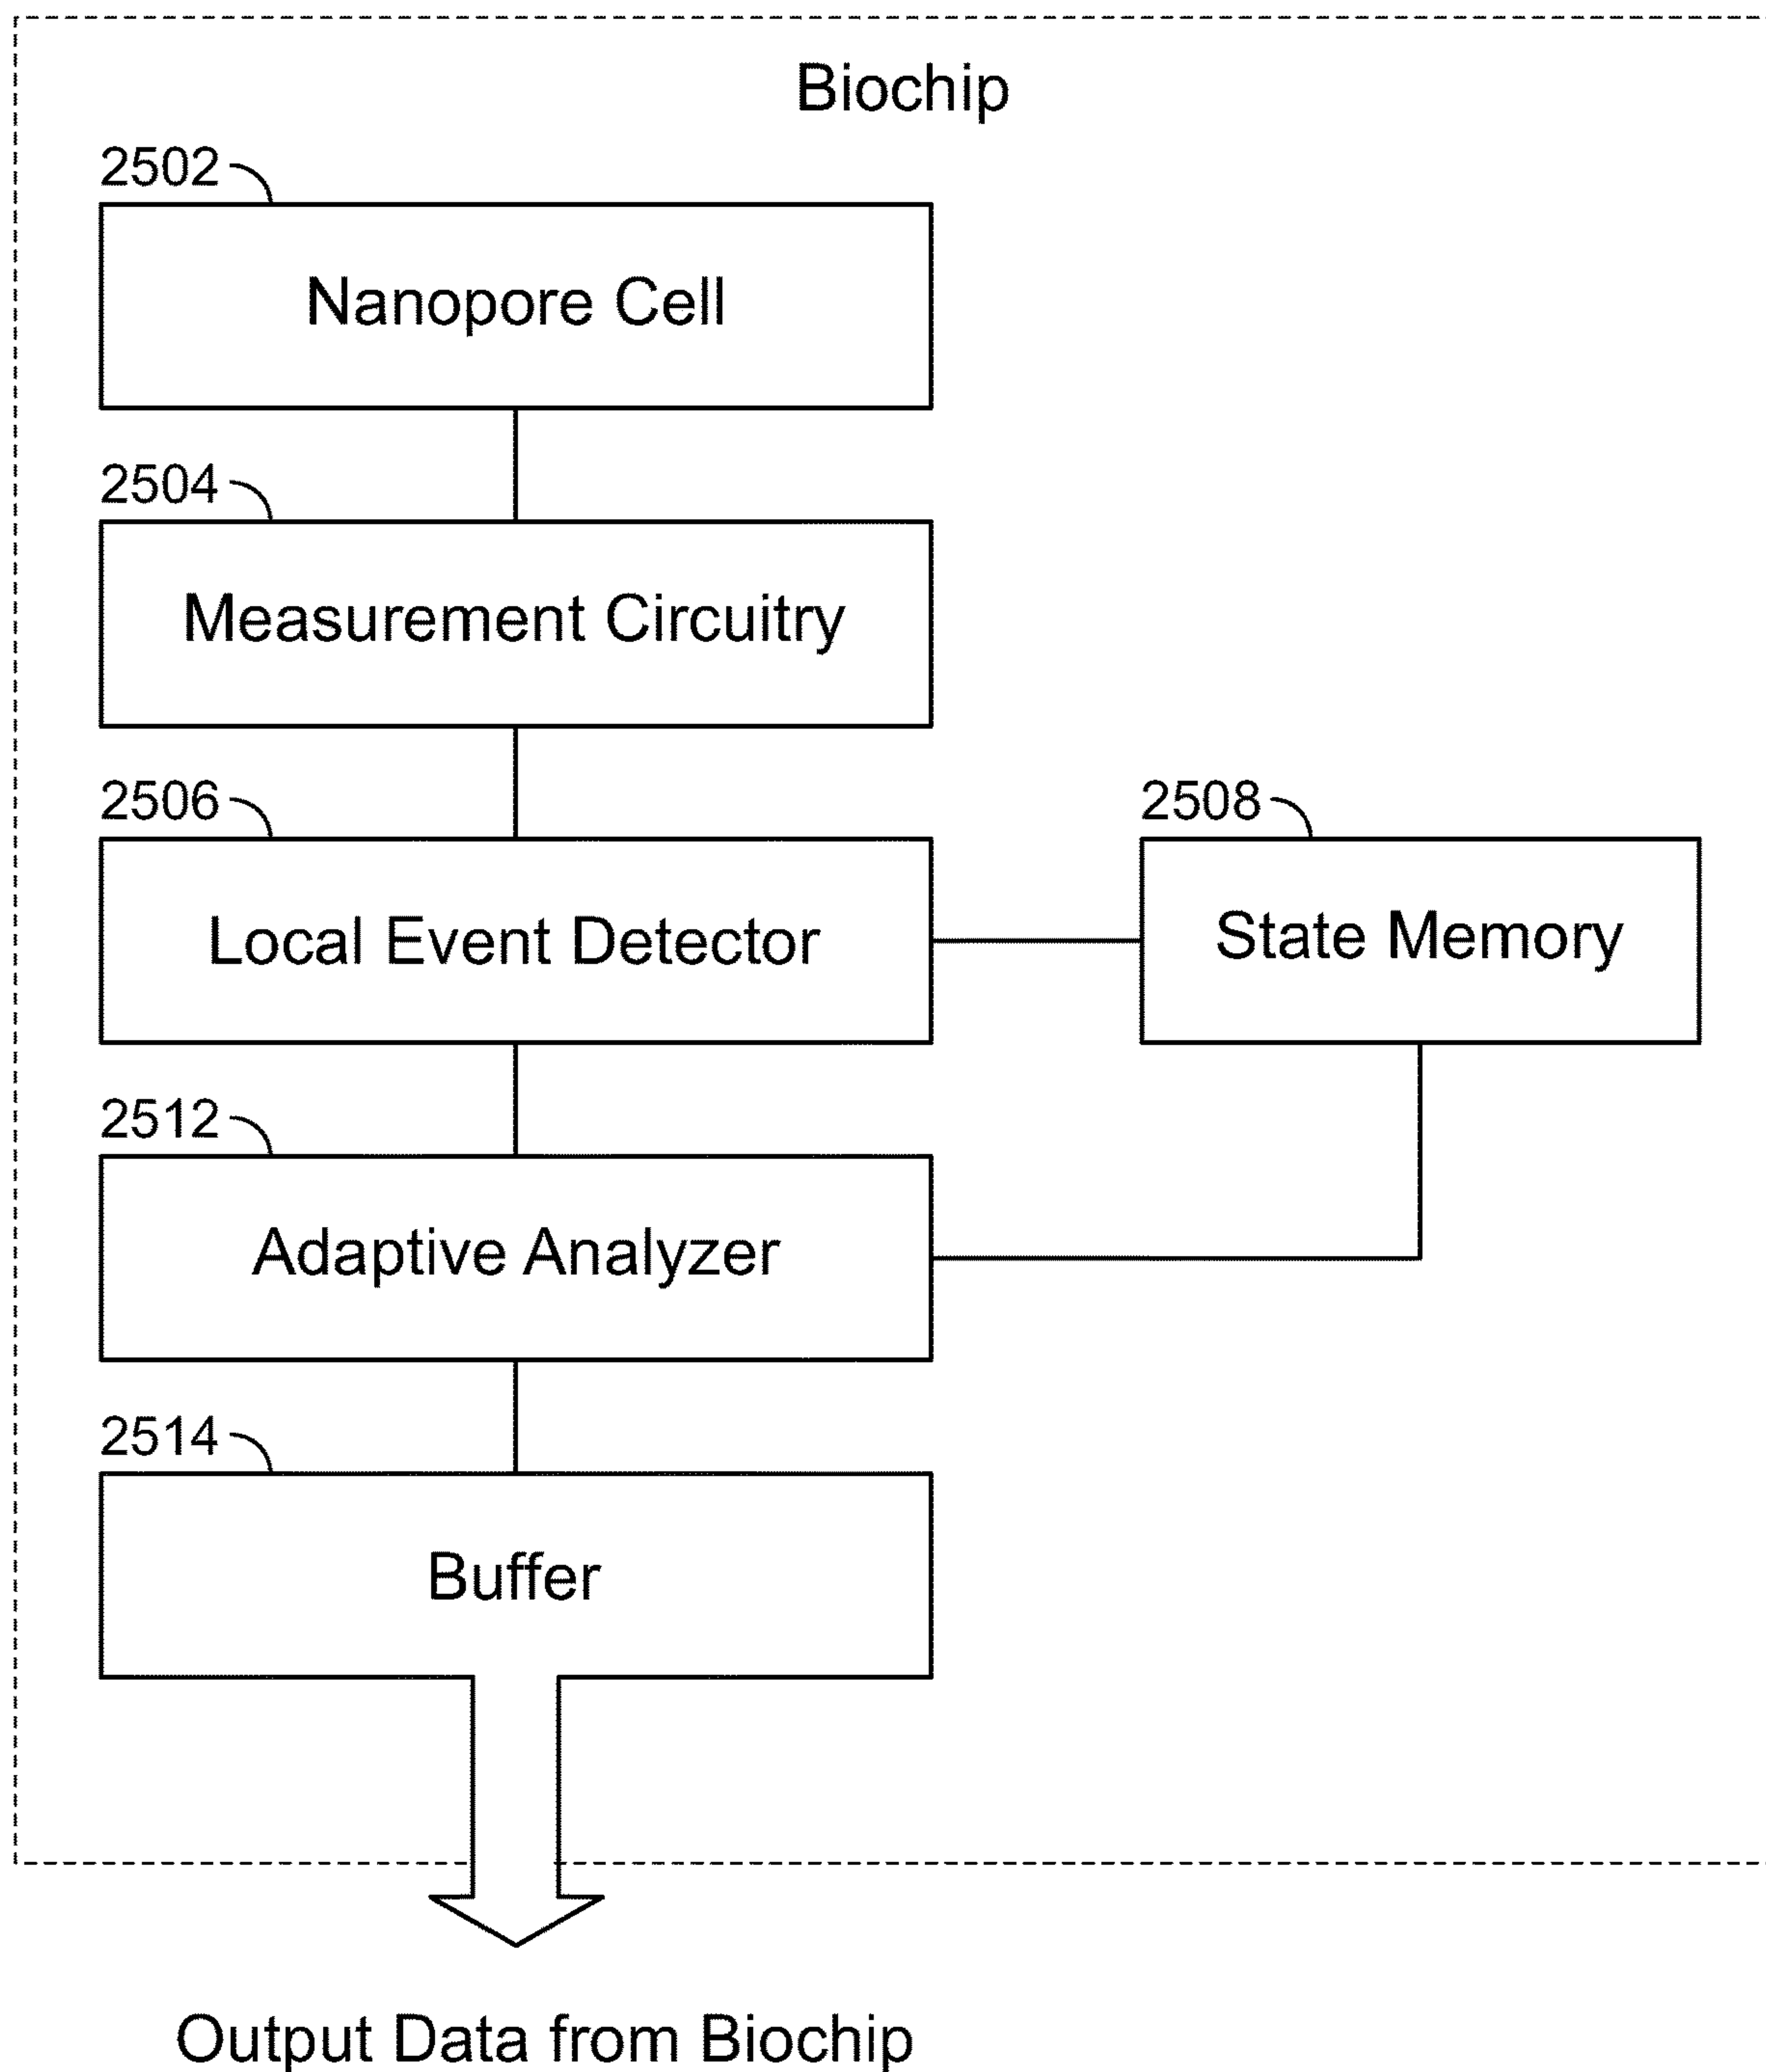 Biochip
2502
Nanopore Cell
2504
Measurement Circuitry
2506
Local Event Detector
2508
State Memory
2512
Adaptive Analyzer
2514
Buffer
Output Data from Biochip